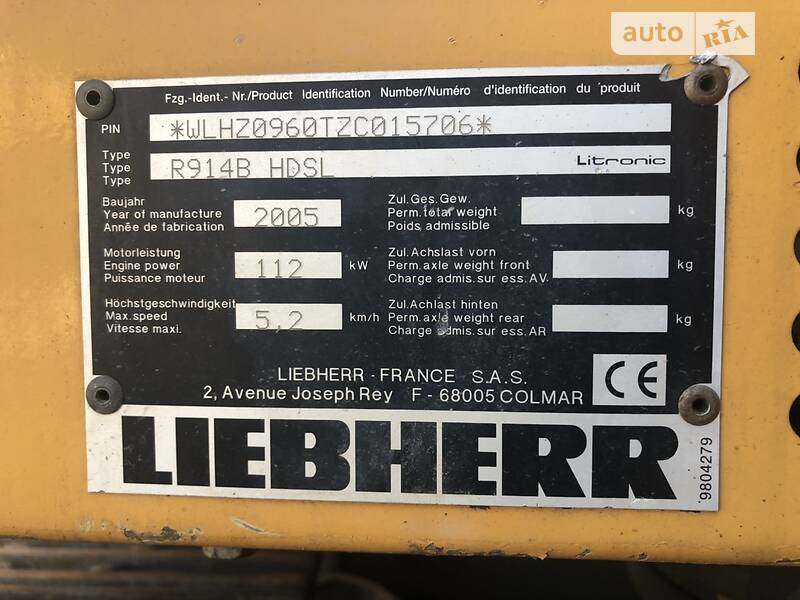 auto RIA
Fzg.-Ident.- Nr./Product Identification Number/Numéro d'identification du produit
PIN *WLHZ0960TZC015706*
Type
Type R914B HDSL Litronic
Type
Baujahr
Year of manufacture 2005
Année de fabrication
Zul.Ges.Gew.
Perm.total weight kg
Poids admissible
Motorleistung
Engine power 112 kW
Puissance moteur
Zul.Achslast vorn
Perm.axle weight front kg
Charge admis.sur ess.AV.
Höchstgeschwindigkeit
Max.speed 5,2 km/h
Vitesse maxi.
Zul.Achlast hinten
Perm.axle weight rear kg
Charge admis.sur ess.AR
LIEBHERR - FRANCE S.A.S.
2, Avenue Joseph Rey F - 68005 COLMAR
CE
LIEBHERR
9804279